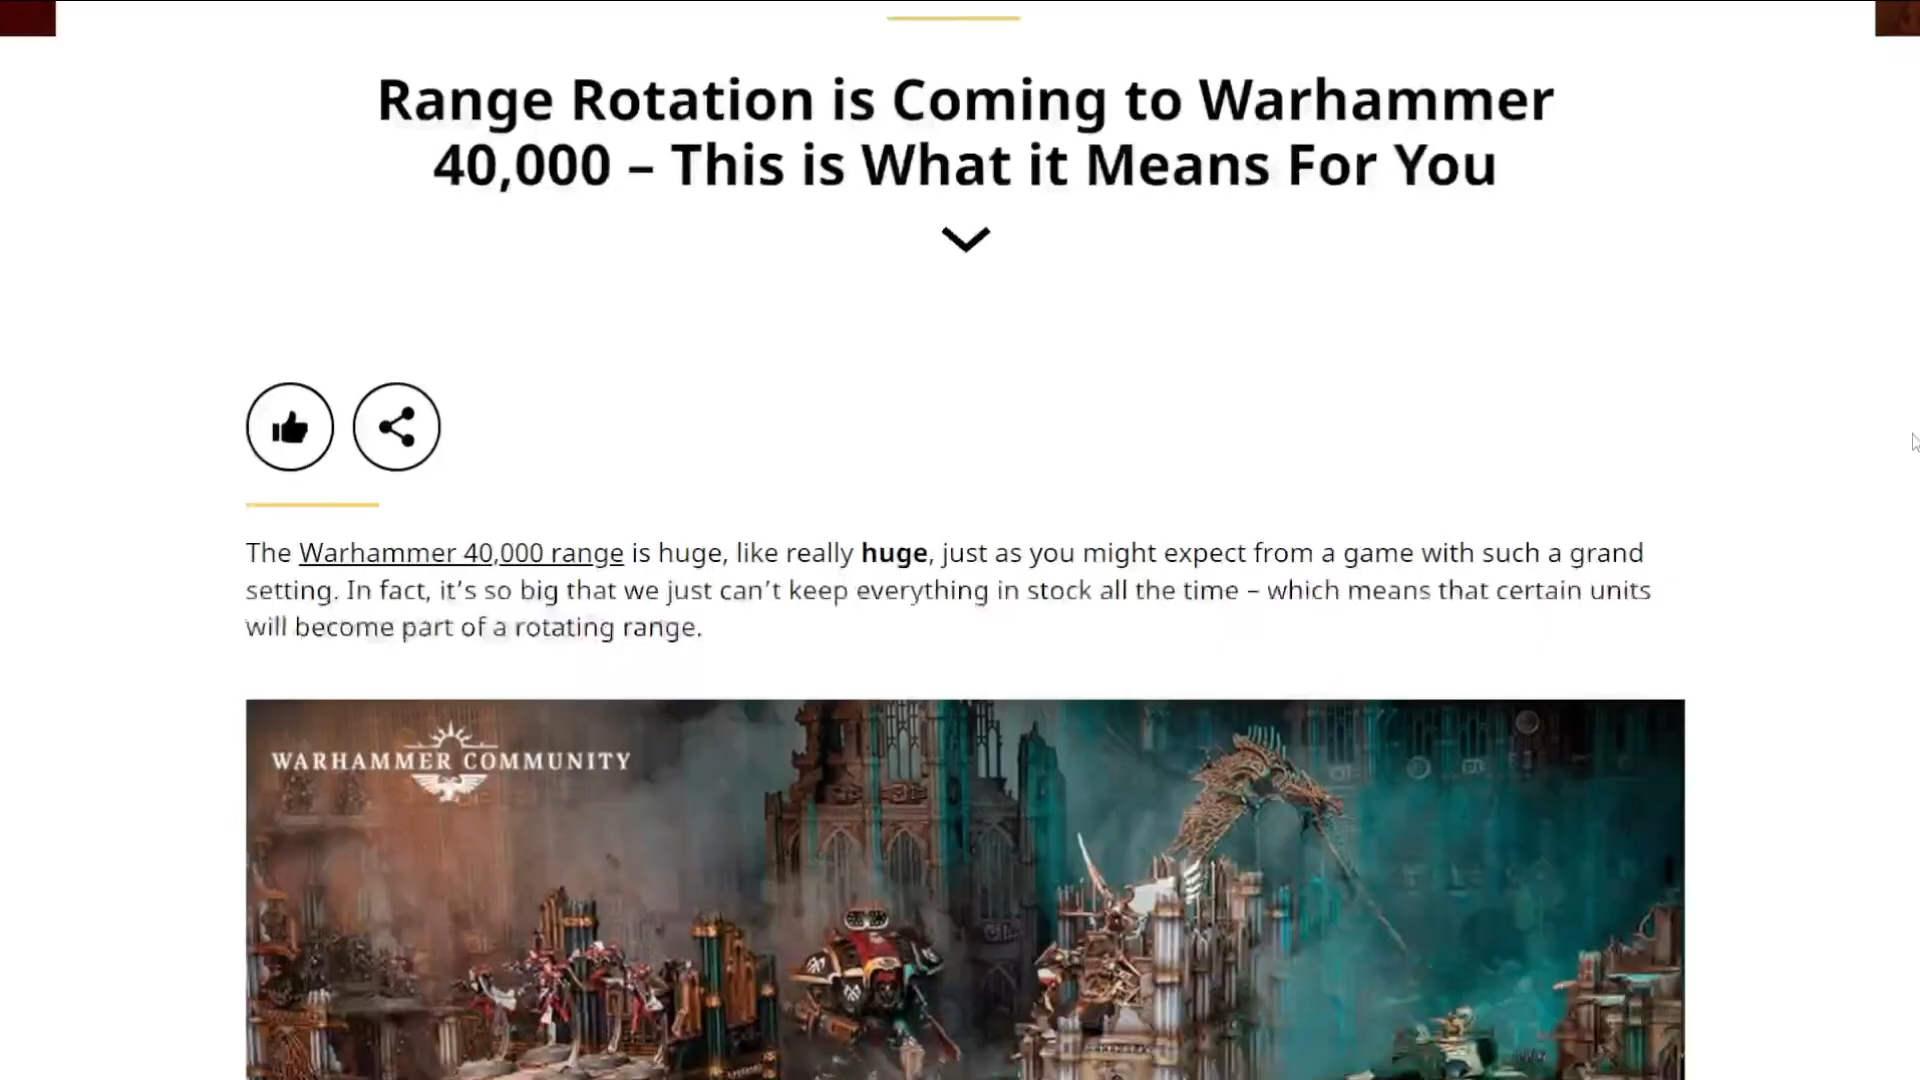 Range Rotation is Coming to Warhammer
40,000 – This is What it Means For You
The Warhammer 40,000 range is huge, like really huge, just as you might expect from a game with such a grand
setting. In fact, it’s so big that we just can’t keep everything in stock all the time – which means that certain units
will become part of a rotating range.
WARHAMMER COMMUNITY